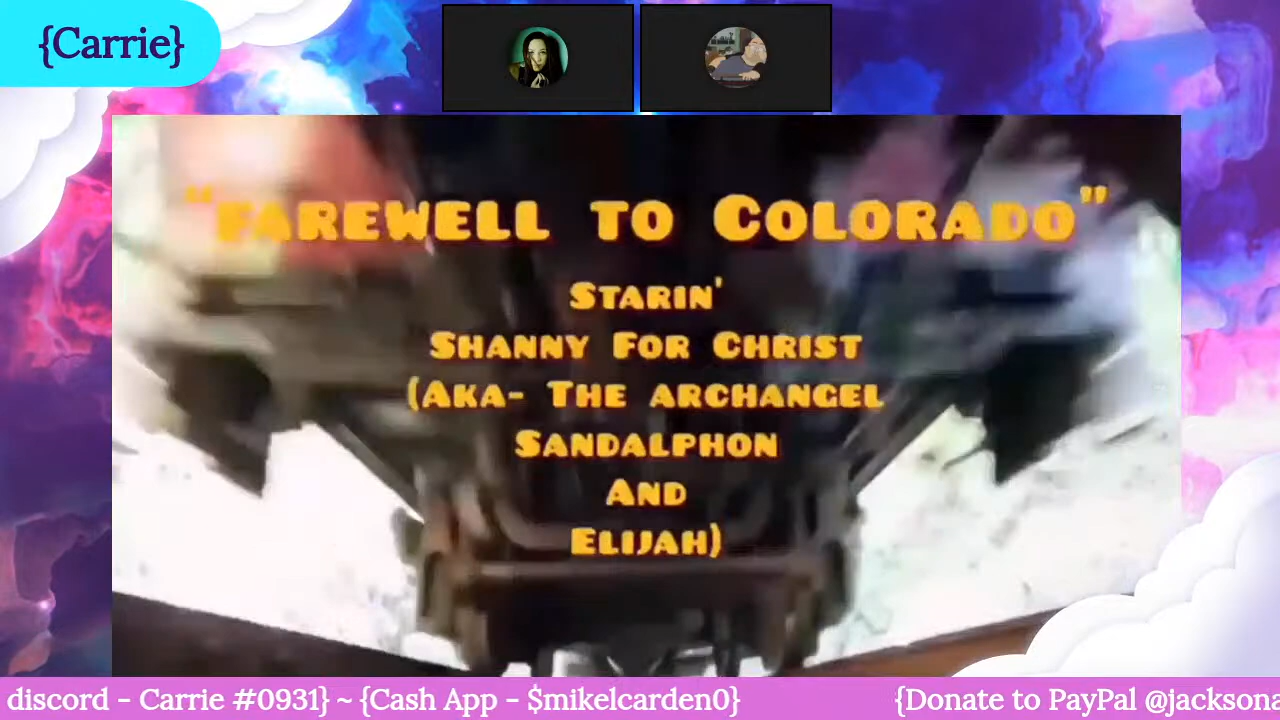 {Carrie}
"Farewell to Colorado"
Starin'
Shanny For Christ
(Aka- The archangel
Sandalphon
And
Elijah)
discord - Carrie #0931} ~ {Cash App - $mikelcarden0}
{Donate to PayPal @jacksona